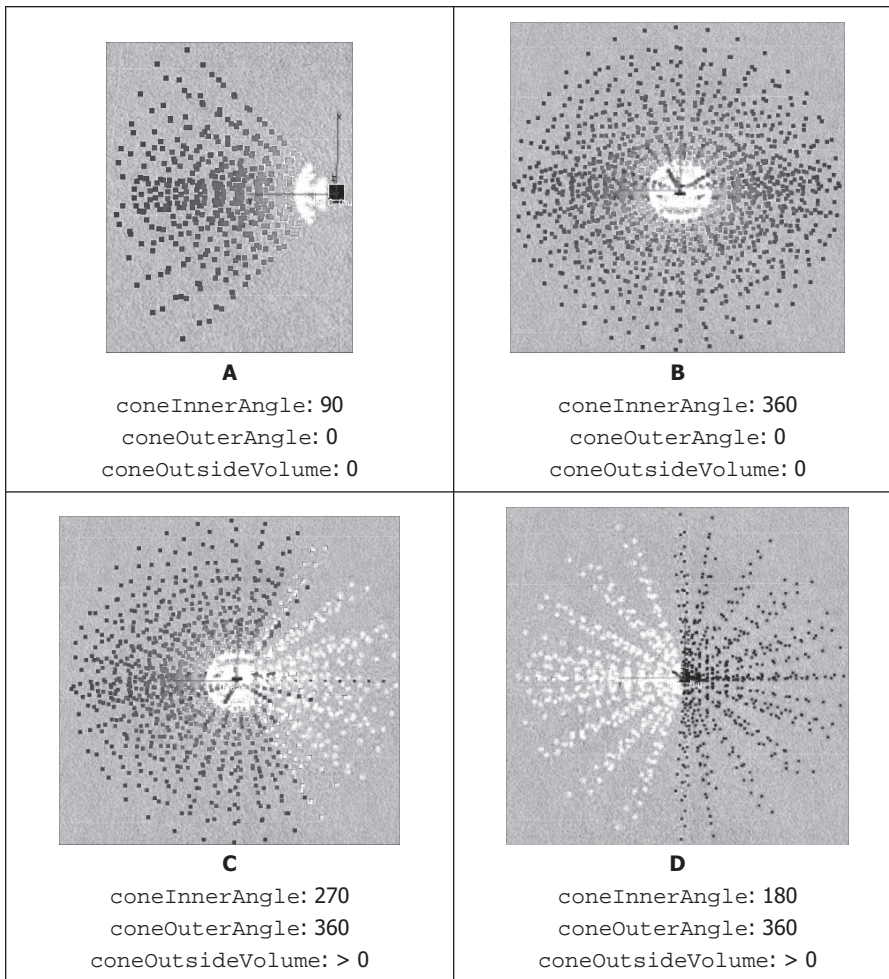 A
coneInnerAngle: 90
coneOuterAngle: 0
coneOutsideVolume: 0
B
coneInnerAngle: 360
coneOuterAngle: 0
coneOutsideVolume: 0
C
coneInnerAngle: 270
coneOuterAngle: 360
coneOutsideVolume: > 0
D
coneInnerAngle: 180
coneOuterAngle: 360
coneOutsideVolume: > 0